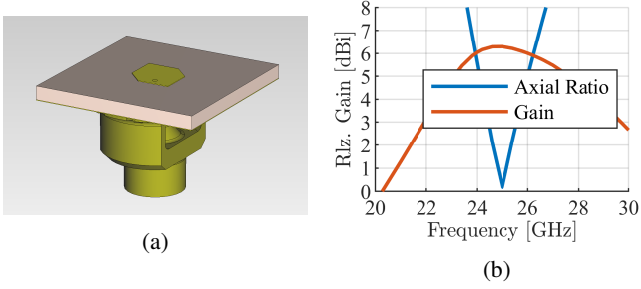 8
7
6
5
4
3
2
1
0
Rlz. Gain [dBi]
Axial Ratio
Gain
20 22 24 26 28 30
Frequency [GHz]
(a)
(b)